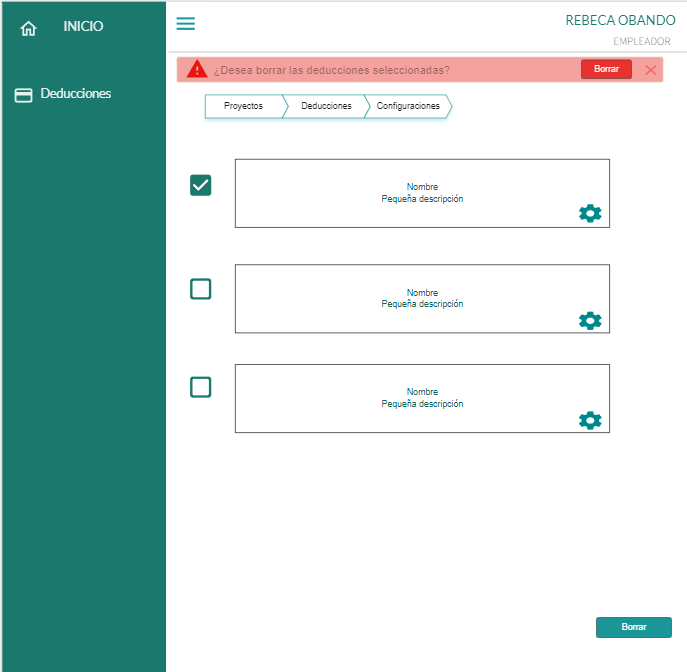 INICIO
Deducciones
REBECA OBANDO
EMPLEADOR
¿Desea borrar las deducciones seleccionadas?
Borrar
Proyectos
Deducciones
Configuraciones
Nombre
Pequeña descripción
Nombre
Pequeña descripción
Nombre
Pequeña descripción
Borrar